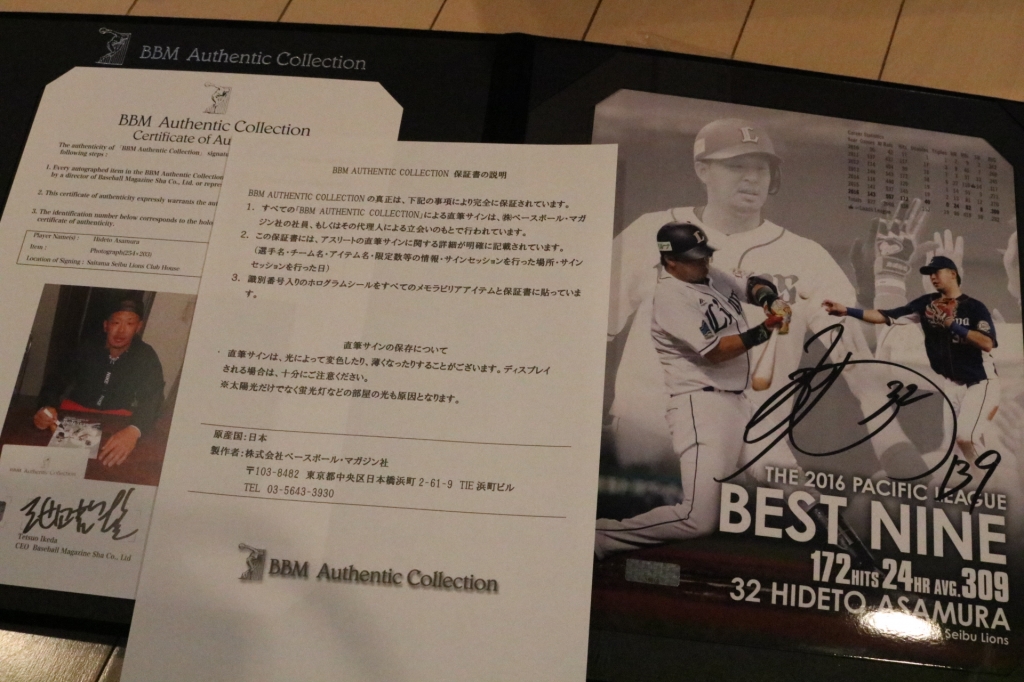 BBM Authentic Collection
BBM Authentic Collection
Certificate of Au
The authenticity of "BBM Authentic Collection" signatu
following steps :
1. Every autographed item in the BBM Authentic Collection
by a director of Baseball Magazine Sha Co., Ltd. or repres
2. This certificate of authenticity expressly warrants the aut
3. The identification number below corresponds to the holo
certificate of authenticity.
Player Name(s) : Hideto Asamura
Item : Photograph(254×203)
Location of Signing : Saitama Seibu Lions Club House
BBM Authentic Collection
Tetsuo Ikeda
CEO Baseball Magazine Sha Co., Ltd
BBM AUTHENTIC COLLECTION 保証書の説明
BBM AUTHENTIC COLLECTION の真正は、下記の事項により完全に保証されています。
1. すべての「BBM AUTHENTIC COLLECTION」による直筆サインは、㈱ベースボール・マガ
ジン社の社員、もしくはその代理人による立会いのもとで行われています。
2. この保証書には、アスリートの直筆サインに関する詳細が明確に記載されています。
(選手名・チーム名・アイテム名・限定数等の情報・サインセッションを行った場所・サイン
セッションを行った日)
3. 識別番号入りのホログラムシールをすべてのメモラビリアアイテムと保証書に貼っていま
す。
直筆サインの保存について
・ 直筆サインは、光によって変色したり、薄くなったりすることがございます。ディスプレイ
される場合は、十分にご注意ください。
※太陽光だけでなく蛍光灯などの部屋の光も原因となります。
原産国:日本
製作者:株式会社ベースボール・マガジン社
〒103-8482 東京都中央区日本橋浜町 2-61-9 TIE 浜町ビル
TEL 03-5643-3930
BBM Authentic Collection
32
139
THE 2016 PACIFIC LEAGUE
BEST NINE
172HITS 24HR AVG.309
32 HIDETO ASAMURA
Seibu Lions